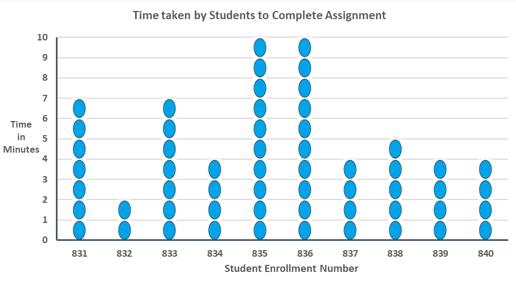 Time taken by Students to Complete Assignment
10
9
8
7
6
5
4
3
2
1
0
Time
in
Minutes
831 832 833 834 835 836 837 838 839 840
Student Enrollment Number